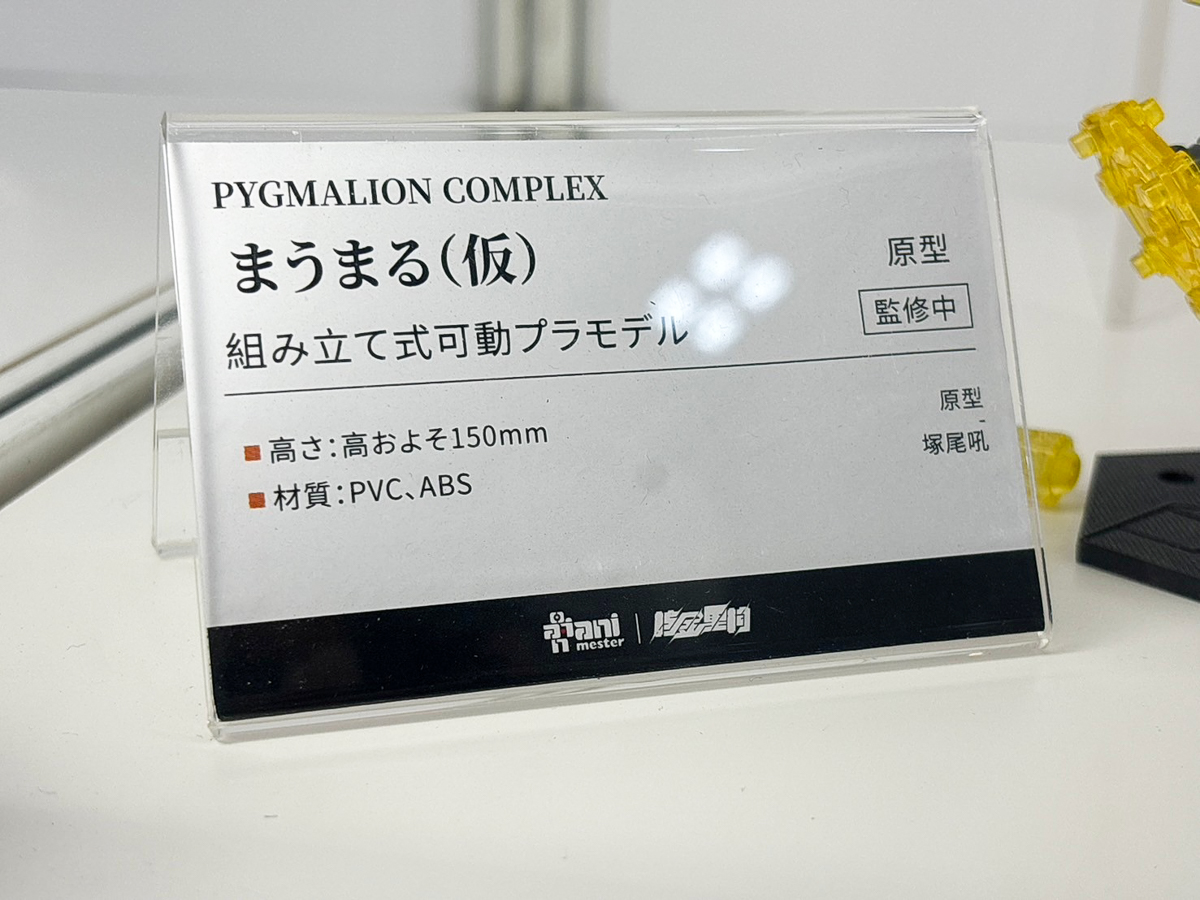 PYGMALION COMPLEX
まうまる(仮)
組み立て式可動プラモデル
原型
監修中
■ 高さ:高およそ150mm
■ 材質:PVC、ABS
原型
-
塚尾吼
ani
mester